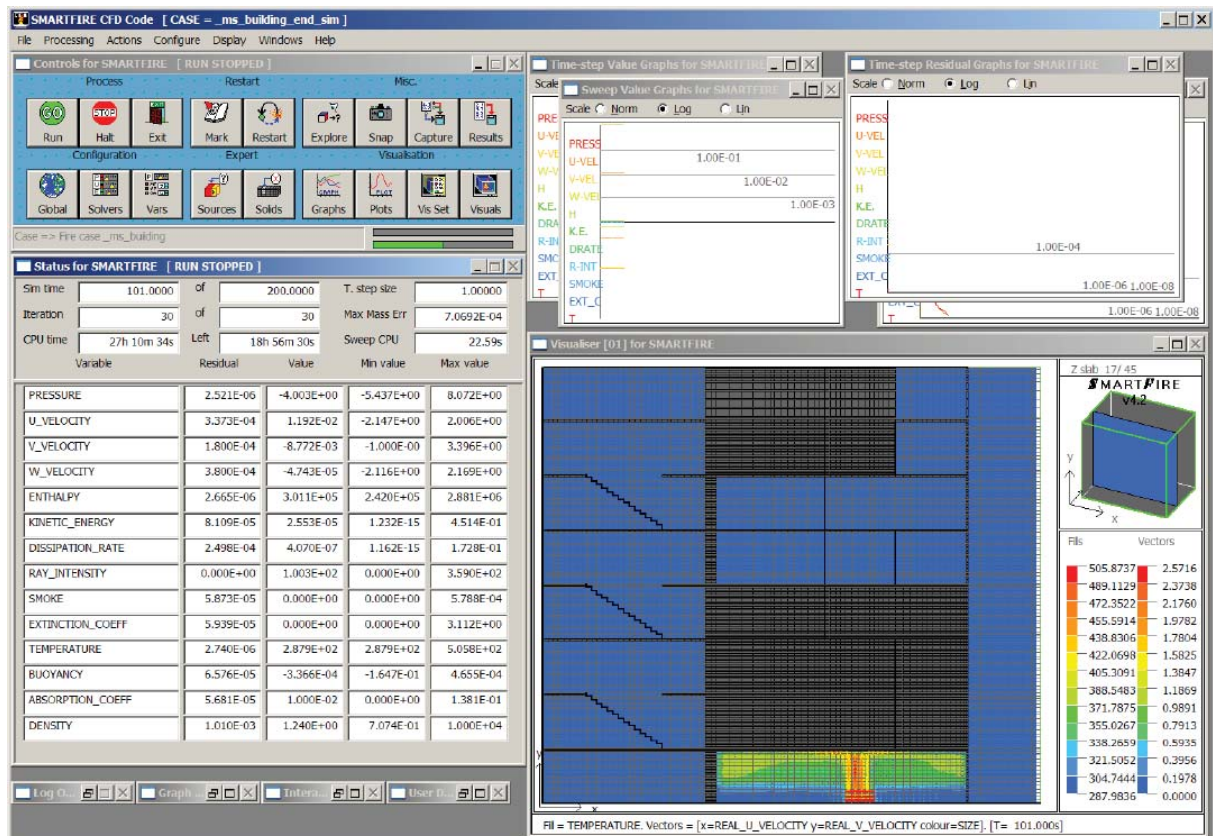 SMARTFIRE CFD Code [ CASE = _ms_building_end_sim ]
File Processing Actions Configure Display Windows Help
Controls for SMARTFIRE [ RUN STOPPED ]
Process Restart Misc.
GO STOP
Run Halt Exit Mark Restart Explore Snap Capture Results
Configuration Expert Visualisation
GRAPH PLOT
Global Solvers Vars Sources Solids Graphs Plots Vis Set Visuals
Case => Fire case _ms_building
Status for SMARTFIRE [ RUN STOPPED ]
Sim time 101.0000 of 200.0000 T. step size 1.00000
Iteration 30 of 30 Max Mass Err 7.0692E-04
CPU time 27h 10m 34s Left 18h 56m 30s Sweep CPU 22.59s
Variable Residual Value Min value Max value
PRESSURE 2.521E-06 -4.003E+00 -5.437E+00 8.072E+00
U_VELOCITY 3.373E-04 1.192E-02 -2.147E+00 2.006E+00
V_VELOCITY 1.800E-04 -8.772E-03 -1.000E-00 3.396E+00
W_VELOCITY 3.800E-04 -4.743E-05 -2.116E+00 2.169E+00
ENTHALPY 2.665E-06 3.011E+05 2.420E+05 2.881E+06
KINETIC_ENERGY 8.109E-05 2.553E-05 1.232E-15 4.514E-01
DISSIPATION_RATE 2.498E-04 4.070E-07 1.162E-15 1.728E-01
RAY_INTENSITY 0.000E+00 1.003E+02 0.000E+00 3.590E+02
SMOKE 5.873E-05 0.000E+00 0.000E+00 5.788E-04
EXTINCTION_COEFF 5.939E-05 0.000E+00 0.000E+00 3.112E+00
TEMPERATURE 2.740E-06 2.879E+02 2.879E+02 5.058E+02
BUOYANCY 6.576E-05 -3.366E-04 -1.647E-01 4.655E-04
ABSORPTION_COEFF 5.681E-05 1.000E-02 0.000E+00 1.381E-01
DENSITY 1.010E-03 1.240E+00 7.074E-01 1.000E+04
Log O... Graph ... Intera... User D...
Time-step Value Graphs for SMARTFIRE
Scale
Sweep Value Graphs for SMARTFIRE
Scale Norm Log Lin
PRESS
U-VEL
V-VEL
W-VEL
H
K.E.
DRATE
R-INT
SMOKE
EXT_C
T
1.00E-01
1.00E-02
1.00E-03
Time-step Residual Graphs for SMARTFIRE
Scale Norm Log Lin
PRESS
U-VEL
V-VEL
W-VEL
H
K.E.
DRATE
R-INT
SMOKE
EXT_C
T
1.00E-04
1.00E-06 1.00E-08
1.00E-06 1.00E-08
Visualiser [01] for SMARTFIRE
Z slab 17/ 45
SMARTFIRE
v4.2
y
x
Fills Vectors
505.8737 2.5716
489.1129 2.3738
472.3522 2.1760
455.5914 1.9782
438.8306 1.7804
422.0698 1.5825
405.3091 1.3847
388.5483 1.1869
371.7875 0.9891
355.0267 0.7913
338.2659 0.5935
321.5052 0.3956
304.7444 0.1978
287.9836 0.0000
y
x
Fill = TEMPERATURE. Vectors = [x=REAL_U_VELOCITY y=REAL_V_VELOCITY colour=SIZE]. [T= 101.000s]